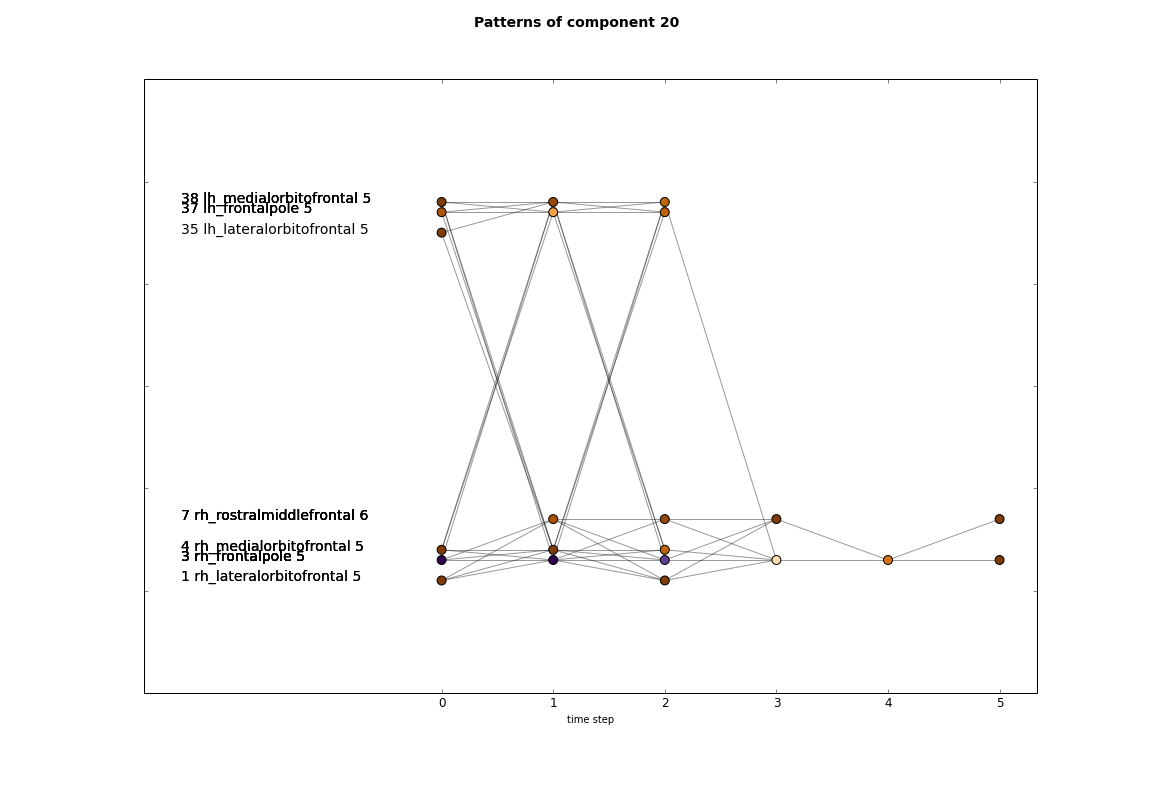 Patterns of component 20
38 lh_medialorbitofrontal 5
37 lh_frontalpole 5
35 lh_lateralorbitofrontal 5
7 rh_rostralmiddlefrontal 6
4 rh_medialorbitofrontal 5
3 rh_frontalpole 5
1 rh_lateralorbitofrontal 5
0 1 2 3 4 5
time step